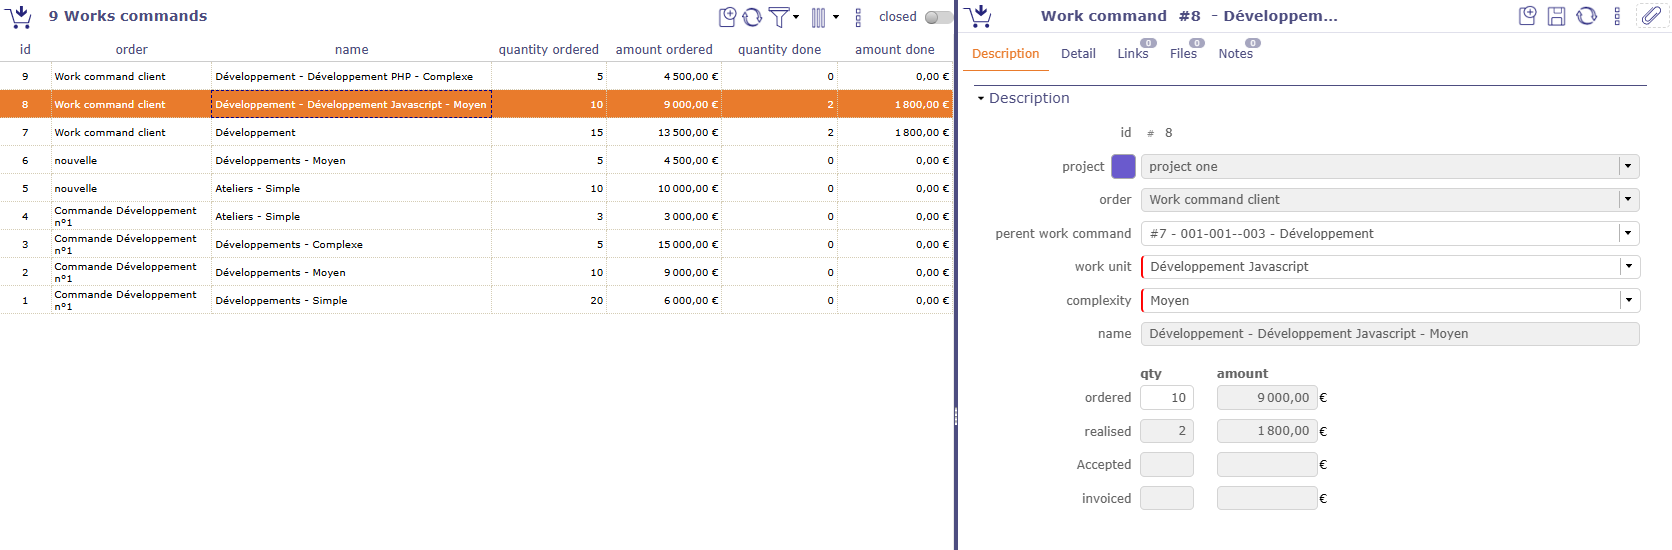 9 Works commands
closed
id order name quantity ordered amount ordered quantity done amount done
9 Work command client Développement - Développement PHP - Complexe 5 4 500,00 € 0 0,00 €
8 Work command client Développement - Développement Javascript - Moyen 10 9 000,00 € 2 1 800,00 €
7 Work command client Développement 15 13 500,00 € 2 1 800,00 €
6 nouvelle Développements - Moyen 5 4 500,00 € 0 0,00 €
5 nouvelle Ateliers - Simple 10 10 000,00 € 0 0,00 €
4 Commande Développement n°1 Ateliers - Simple 3 3 000,00 € 0 0,00 €
3 Commande Développement n°1 Développements - Complexe 5 15 000,00 € 0 0,00 €
2 Commande Développement n°1 Développements - Moyen 10 9 000,00 € 0 0,00 €
1 Commande Développement n°1 Développements - Simple 20 6 000,00 € 0 0,00 €
Work command #8 - Développem...
Description Detail Links 0 Files 0 Notes 0
Description
id # 8
project project one
order Work command client
perent work command #7 - 001-001--003 - Développement
work unit Développement Javascript
complexity Moyen
name Développement - Développement Javascript - Moyen
qty amount
ordered 10 9 000,00 €
realised 2 1 800,00 €
Accepted €
invoiced €